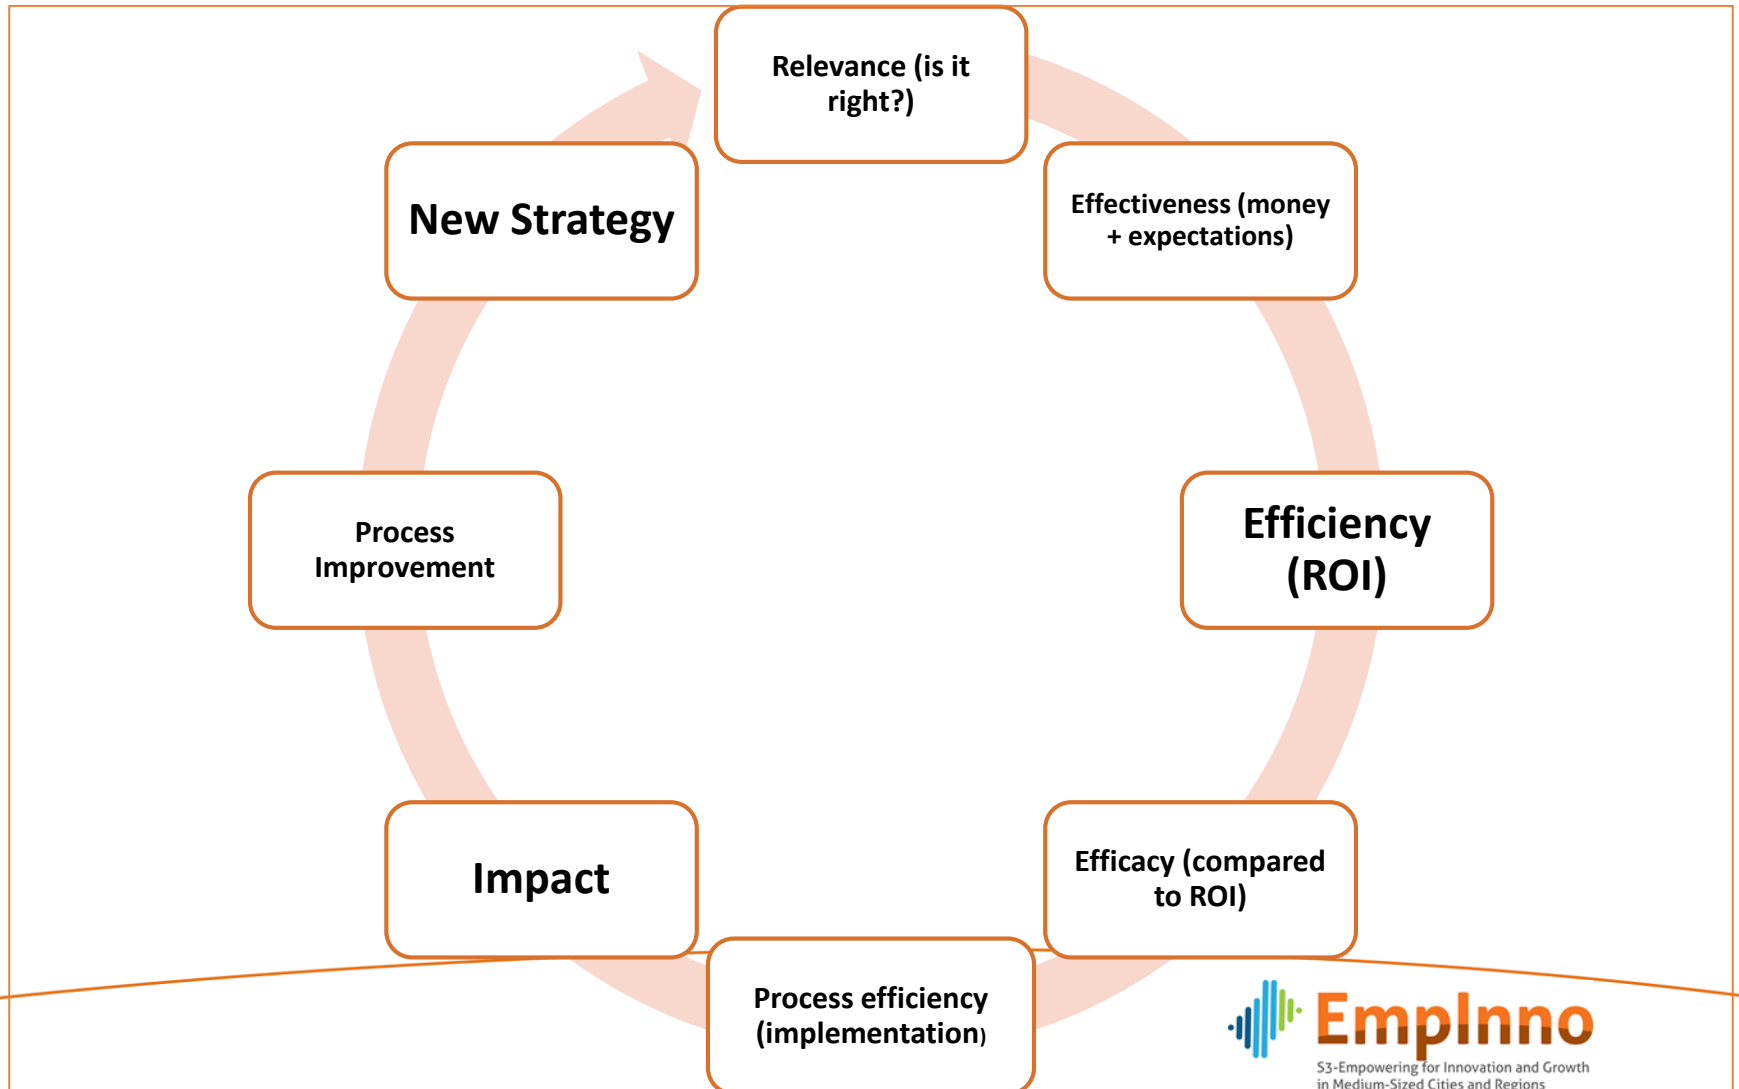 Relevance (is it
right?)
Effectiveness (money
+ expectations)
Efficiency
(ROI)
Efficacy (compared
to ROI)
Process efficiency
(implementation)
Impact
Process
Improvement
New Strategy
EmpInno
S3-Empowering for Innovation and Growth
in Medium-Sized Cities and Regions